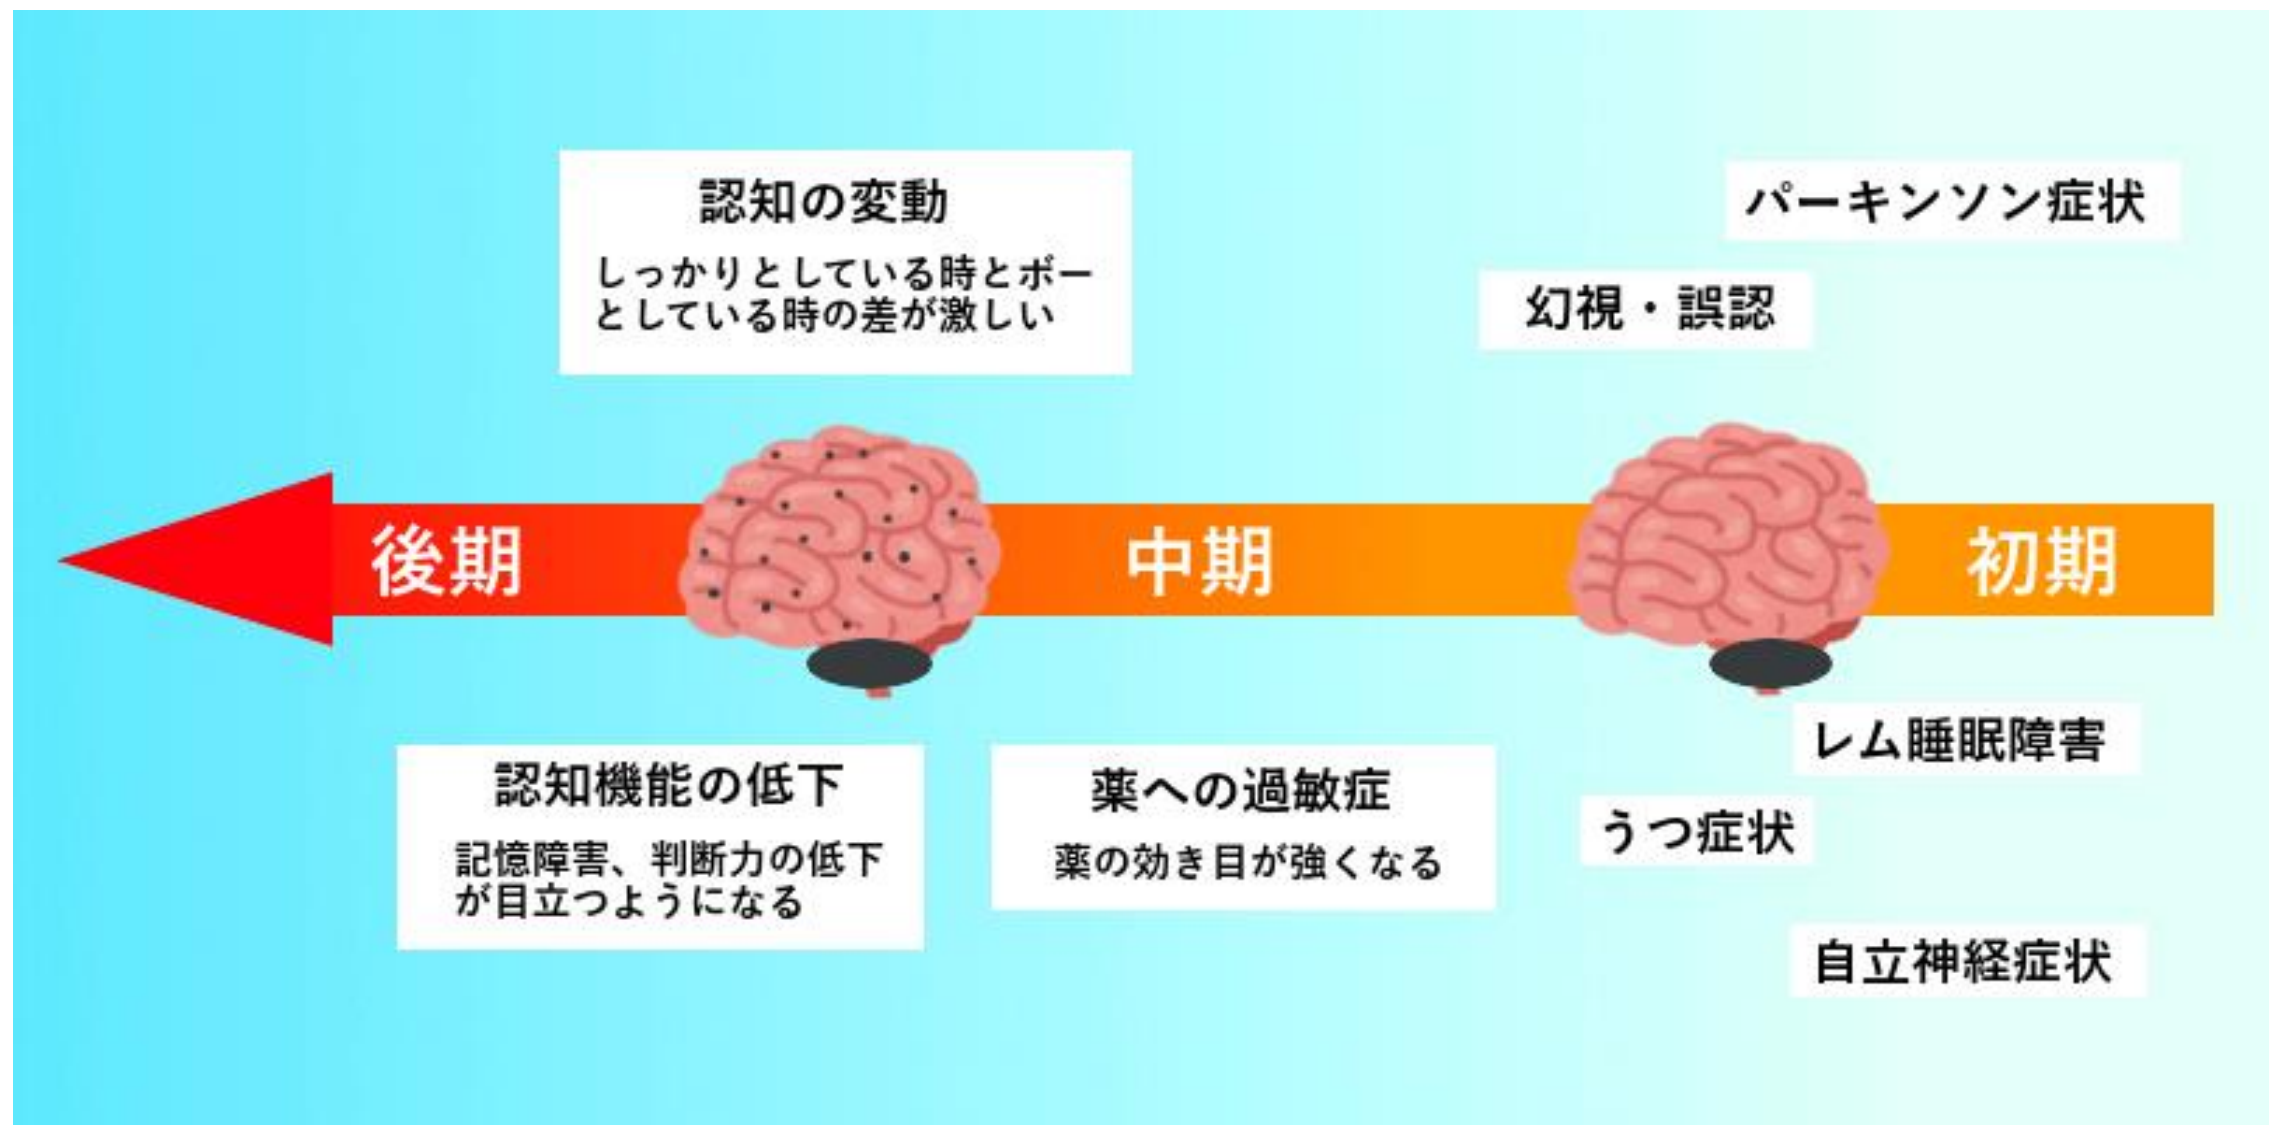 認知の変動
しっかりとしている時とボー
としている時の差が激しい
パーキンソン症状
幻視・誤認
後期
中期
初期
認知機能の低下
記憶障害、判断力の低下
が目立つようになる
薬への過敏症
薬の効き目が強くなる
レム睡眠障害
うつ症状
自立神経症状